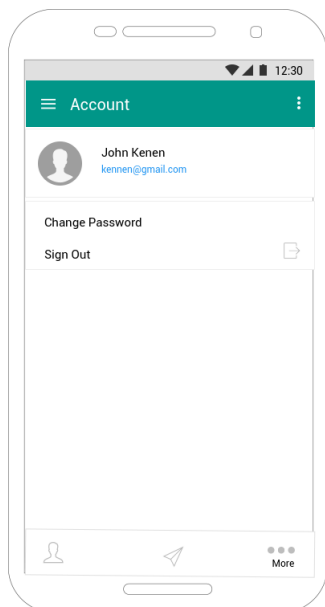 12:30
Account
John Kenen
kennen@gmail.com
Change Password
Sign Out
More